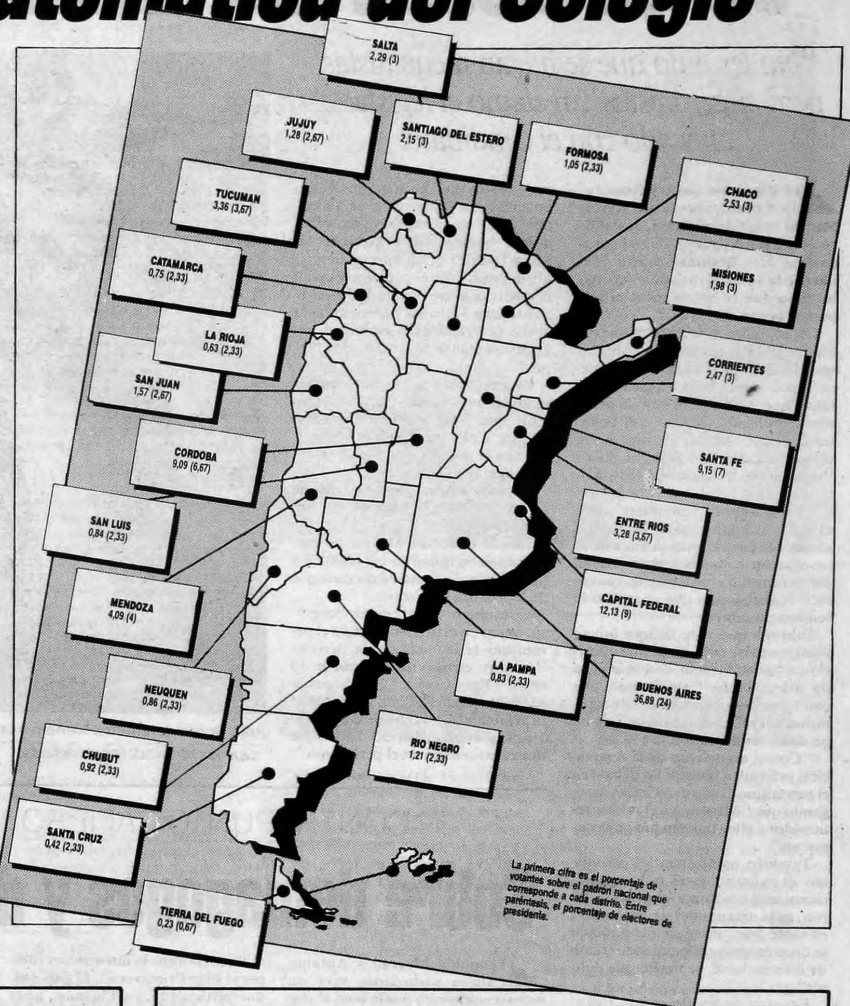 del Colegio
SALTA
2,29 (3)
JUJUY
1,28 (2,67)
SANTIAGO DEL ESTERO
2,15 (3)
FORMOSA
1,05 (2,33)
TUCUMAN
3,36 (3,67)
CHACO
2,53 (3)
CATAMARCA
0,75 (2,33)
MISIONES
1,98 (3)
LA RIOJA
0,63 (2,33)
CORRIENTES
2,47 (3)
SAN JUAN
1,57 (2,67)
CORDOBA
9,09 (6,67)
SANTA FE
9,15 (7)
SAN LUIS
0,84 (2,33)
ENTRE RIOS
3,28 (3,67)
MENDOZA
4,09 (4)
CAPITAL FEDERAL
12,13 (9)
NEUQUEN
0,86 (2,33)
LA PAMPA
0,83 (2,33)
BUENOS AIRES
36,89 (24)
CHUBUT
0,92 (2,33)
RIO NEGRO
1,21 (2,33)
SANTA CRUZ
0,42 (2,33)
TIERRA DEL FUEGO
0,23 (0,67)
La primera cifra es el porcentaje de
votantes sobre el padrón nacional que
corresponde a cada distrito. Entre
paréntesis, el porcentaje de electores de
presidente.